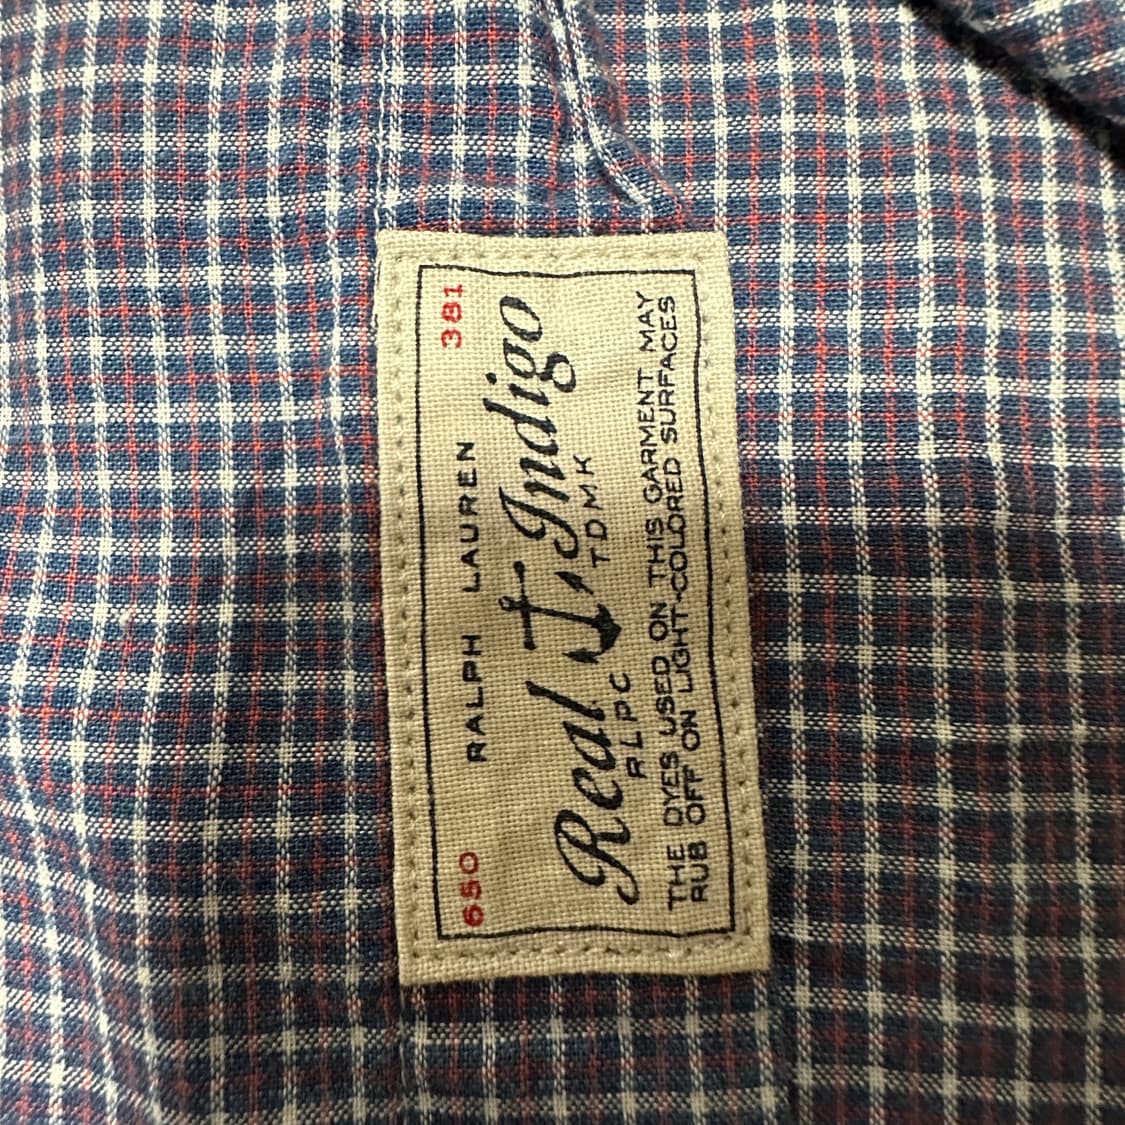 650 381
RALPH LAUREN
Real Indigo
RLPC TDMK
THE DYES USED ON THIS GARMENT MAY
RUB OFF ON LIGHT-COLORED SURFACES